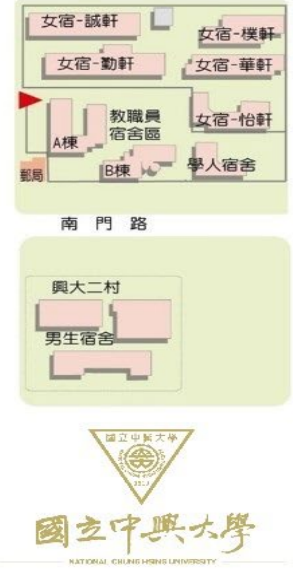 女宿-誠軒
女宿-樸軒
女宿-勤軒
女宿-華軒
教職員
宿舍區
女宿-怡軒
A棟
郵局
B棟
學人宿舍
南 門 路
興大二村
男生宿舍
國立中興大學
國立中興大學
NATIONAL CHUNG HSING UNIVERSITY